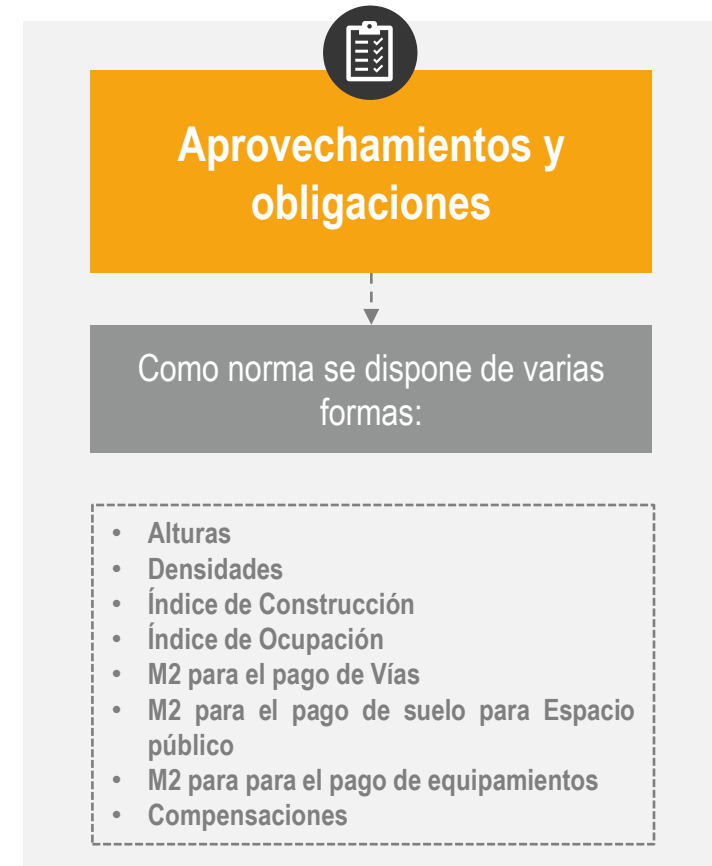 Aprovechamientos y
obligaciones
Como norma se dispone de varias
formas:
• Alturas
• Densidades
• Índice de Construcción
• Índice de Ocupación
• M2 para el pago de Vías
• M2 para el pago de suelo para Espacio
público
• M2 para para el pago de equipamientos
• Compensaciones